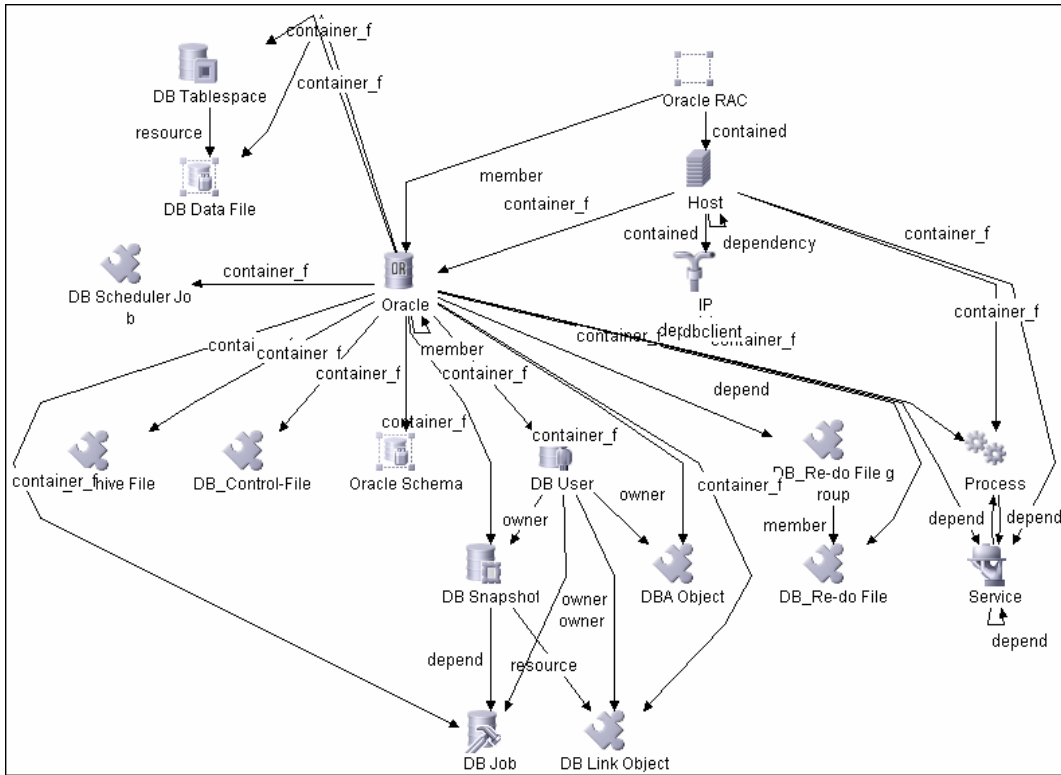 container_f
container_f
DB Tablespace
Oracle RAC
resource
contained
member
DB Data File
Host
container_f
contained
dependency
container_f
container_f
DB Scheduler Jo
b
Oracle
IP
dbclient
container_f
container_f
member
container_f
container_f
container_f
container_f
depend
container_f
container_f
container_f
hive File
DB_Control-File
Oracle Schema
DB User
container_f
DB_Re-do File g
roup
Process
owner
owner
member
depend
depend
DB Snapshot
DBA Object
DB_Re-do File
Service
owner
owner
depend
depend
resource
DB Job
DB Link Object